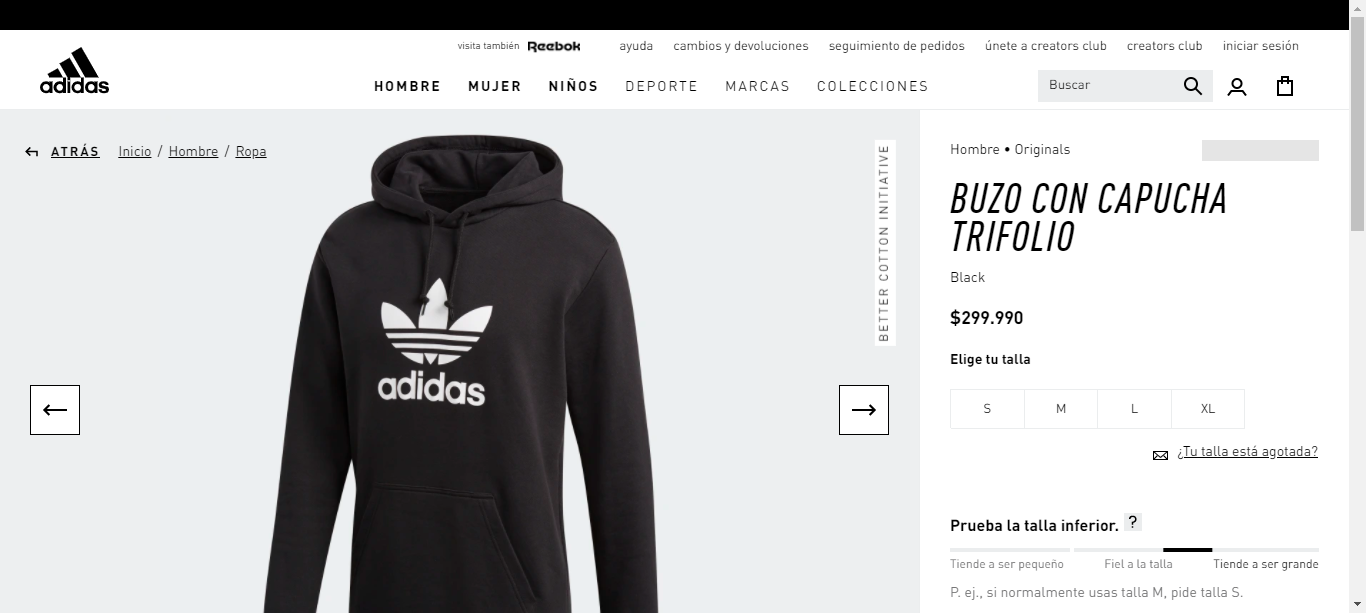 visita también Reebok ayuda cambios y devoluciones seguimiento de pedidos únete a creators club creators club iniciar sesión
adidas
HOMBRE MUJER NIÑOS DEPORTE MARCAS COLECCIONES Buscar
ATRÁS Inicio / Hombre / Ropa
BETTER COTTON INITIATIVE
adidas
Hombre • Originals
BUZO CON CAPUCHA
TRIFOLIO
Black
$299.990
Elige tu talla
S M L XL
¿Tu talla está agotada?
Prueba la talla inferior. ?
Tiende a ser pequeño Fiel a la talla Tiende a ser grande
P. ej., si normalmente usas talla M, pide talla S.